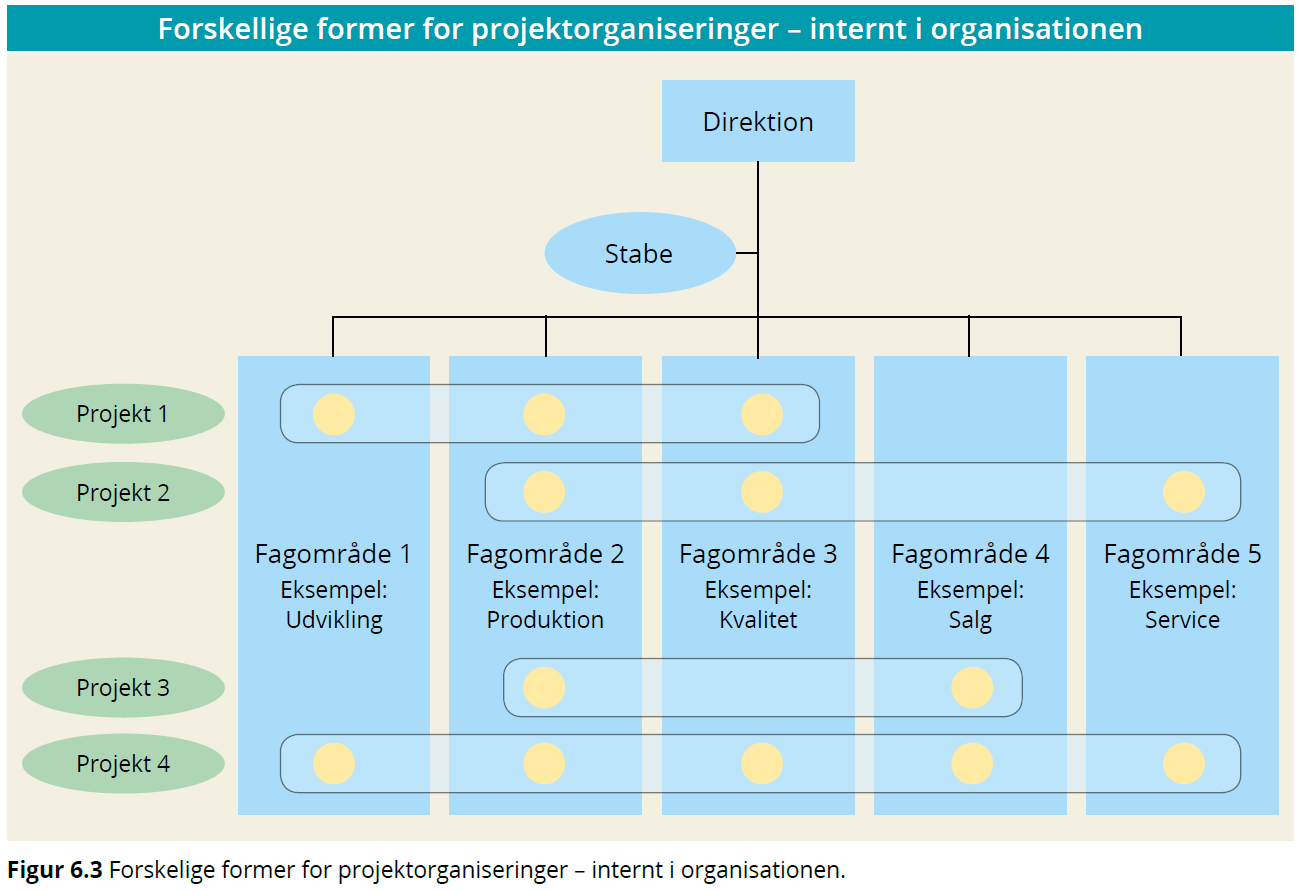 Forskellige former for projektorganiseringer – internt i organisationen
Direktion
Stabe
Projekt 1
Projekt 2
Fagområde 1
Eksempel:
Udvikling
Fagområde 2
Eksempel:
Produktion
Fagområde 3
Eksempel:
Kvalitet
Fagområde 4
Eksempel:
Salg
Fagområde 5
Eksempel:
Service
Projekt 3
Projekt 4
Figur 6.3 Forskelige former for projektorganiseringer – internt i organisationen.